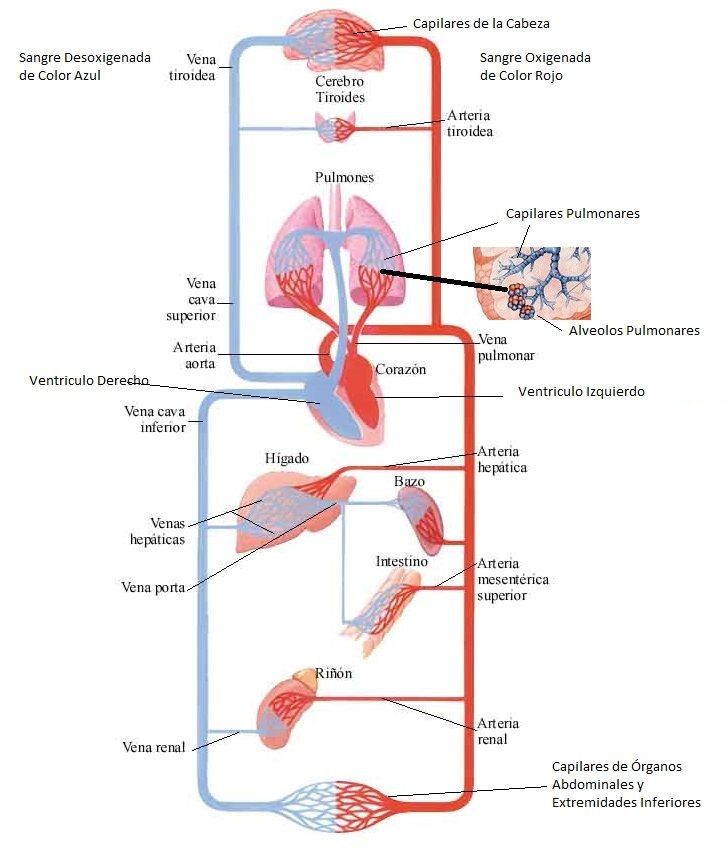 Capilares de la Cabeza
Sangre Desoxigenada
de Color Azul
Vena
tiroidea
Sangre Oxigenada
de Color Rojo
Cerebro
Tiroides
Arteria
tiroidea
Pulmones
Capilares Pulmonares
Vena
cava
superior
Alveolos Pulmonares
Arteria
aorta
Vena
pulmonar
Corazón
Ventriculo Derecho
Ventriculo Izquierdo
Vena cava
inferior
Hígado
Arteria
hepática
Bazo
Venas
hepáticas
Intestino
Arteria
mesentérica
superior
Vena porta
Riñón
Arteria
renal
Vena renal
Capilares de Órganos
Abdominales y
Extremidades Inferiores